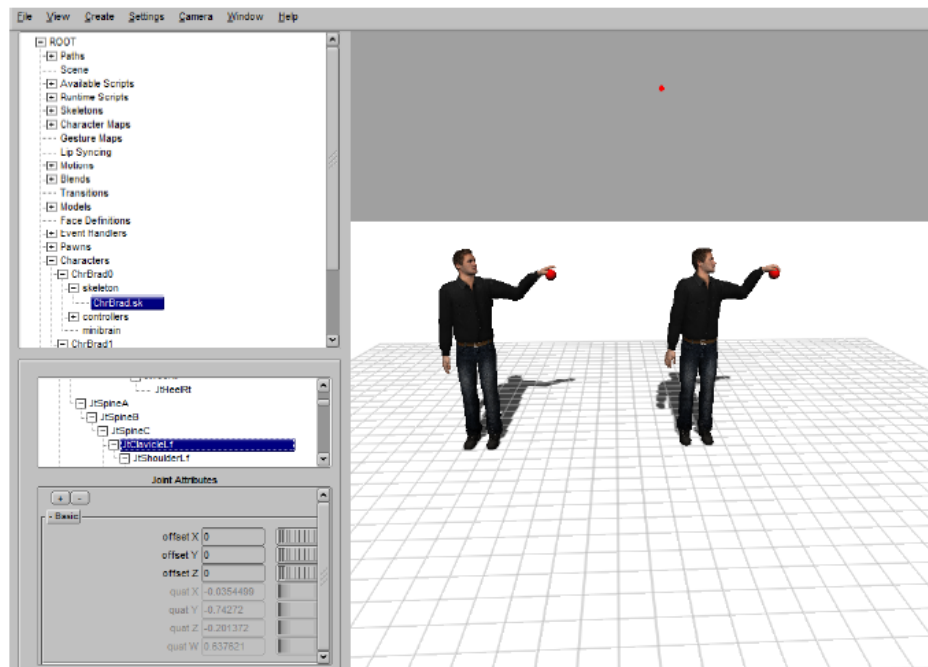 File View Create Settings Camera Window Help
ROOT
Paths
Scene
Available Scripts
Runtime Scripts
Skeletons
Character Maps
Gesture Maps
Lip Syncing
Motions
Blends
Transitions
Models
Face Definitions
Event Handlers
Pawns
Characters
ChrBrad0
skeleton
ChrBrad.sk
controllers
minibrain
ChrBrad1
JtHeelRt
JtSpineA
JtSpineB
JtSpineC
JtClavicleLf
JtShoulderLf
Joint Attributes
+ -
- Basic
offset X 0
offset Y 0
offset Z 0
quat X -0.0354499
quat Y -0.74272
quat Z -0.201372
quat W 0.637621